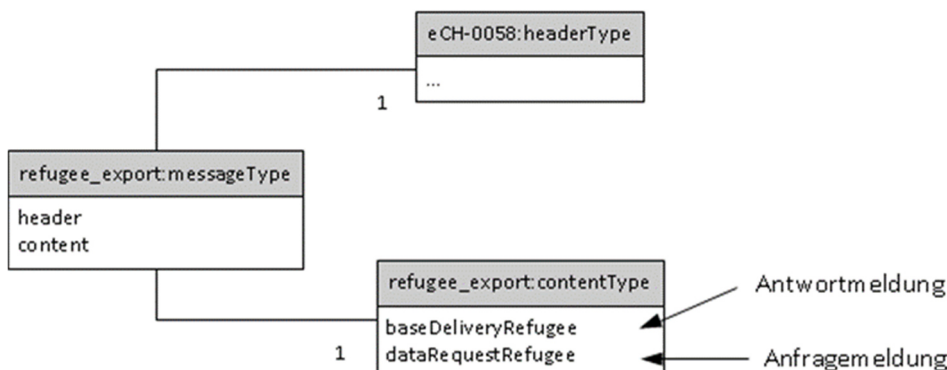 eCH-0058:headerType
...
1
refugee_export:messageType
header
content
refugee_export:contentType
baseDeliveryRefugee
dataRequestRefugee
1
Antwortmeldung
Anfragemeldung